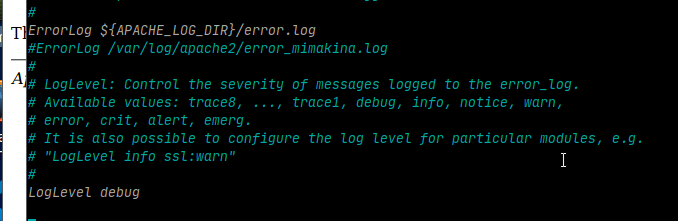 #
ErrorLog ${APACHE_LOG_DIR}/error.log
#ErrorLog /var/log/apache2/error_mimakina.log
#
# LogLevel: Control the severity of messages logged to the error_log.
# Available values: trace8, ..., trace1, debug, info, notice, warn,
# error, crit, alert, emerg.
# It is also possible to configure the log level for particular modules, e.g.
# "LogLevel info ssl:warn"
#
LogLevel debug